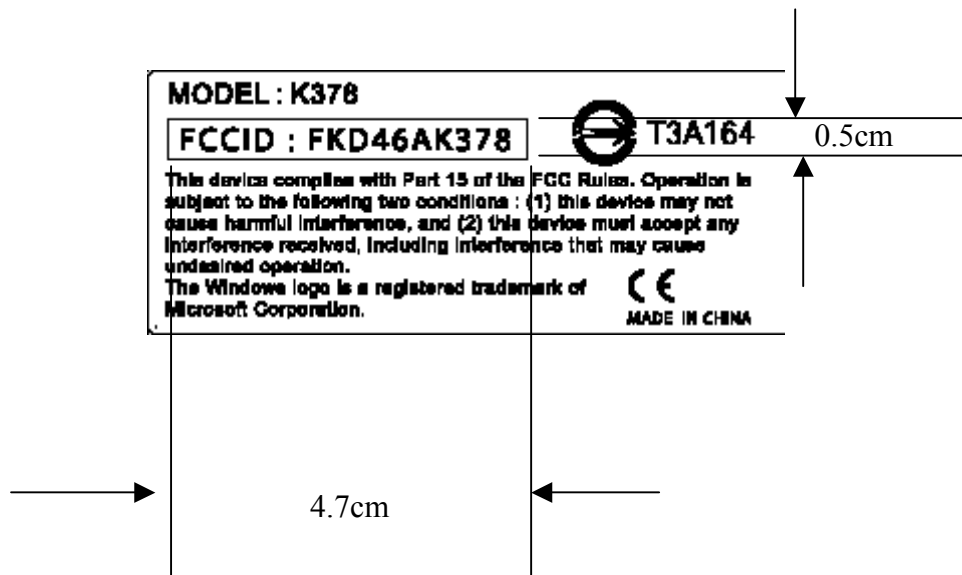 MODEL : K378
FCCID : FKD46AK378
T3A164
0.5cm
This device complies with Part 15 of the FCC Rules. Operation is
subject to the following two conditions : (1) this device may not
cause harmful interference, and (2) this device must accept any
interference received, including interference that may cause
undesired operation.
The Windows logo is a registered trademark of
Microsoft Corporation.
CE
MADE IN CHINA
4.7cm